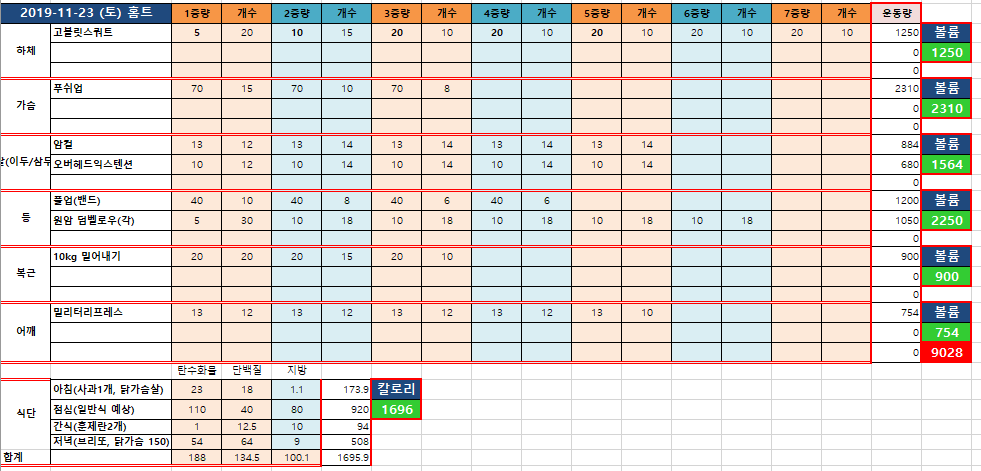 2019-11-23 (토) 홈트 1중량 개수 2중량 개수 3중량 개수 4중량 개수 5중량 개수 6중량 개수 7중량 개수 운동량
하체 고블릿스쿼트 5 20 10 15 20 10 20 10 20 10 20 10 20 10 1250 볼륨
0 1250
0
가슴 푸쉬업 70 15 70 10 70 8 2310 볼륨
0 2310
0
(이두/삼두 암컬 13 12 13 14 13 14 13 14 13 14 884 볼륨
오버헤드익스텐션 10 12 10 14 10 14 10 14 10 14 680 1564
0
등 풀업(밴드) 40 10 40 8 40 6 40 6 1200 볼륨
원암 덤벨로우(각) 5 30 10 18 10 18 10 18 10 18 10 18 1050 2250
0
복근 10kg 밀어내기 20 20 20 15 20 10 900 볼륨
0 900
0
어깨 밀리터리프레스 13 12 13 12 13 12 13 12 13 10 754 볼륨
0 754
0 9028
탄수화물 단백질 지방
식단 아침(사과1개, 닭가슴살) 23 18 1.1 173.9 칼로리
점심(일반식 예상) 110 40 80 920 1696
간식(훈제란2개) 1 12.5 10 94
저녁(브리또, 닭가슴 150) 54 64 9 508
합계 188 134.5 100.1 1695.9